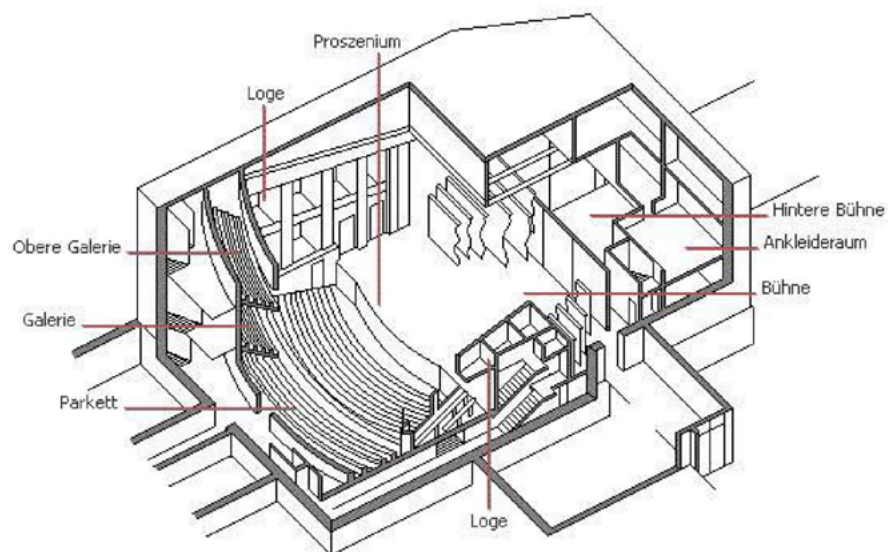 Proszenium
Loge
Hintere Bühne
Obere Galerie
Ankleideraum
Bühne
Galerie
Parkett
Loge